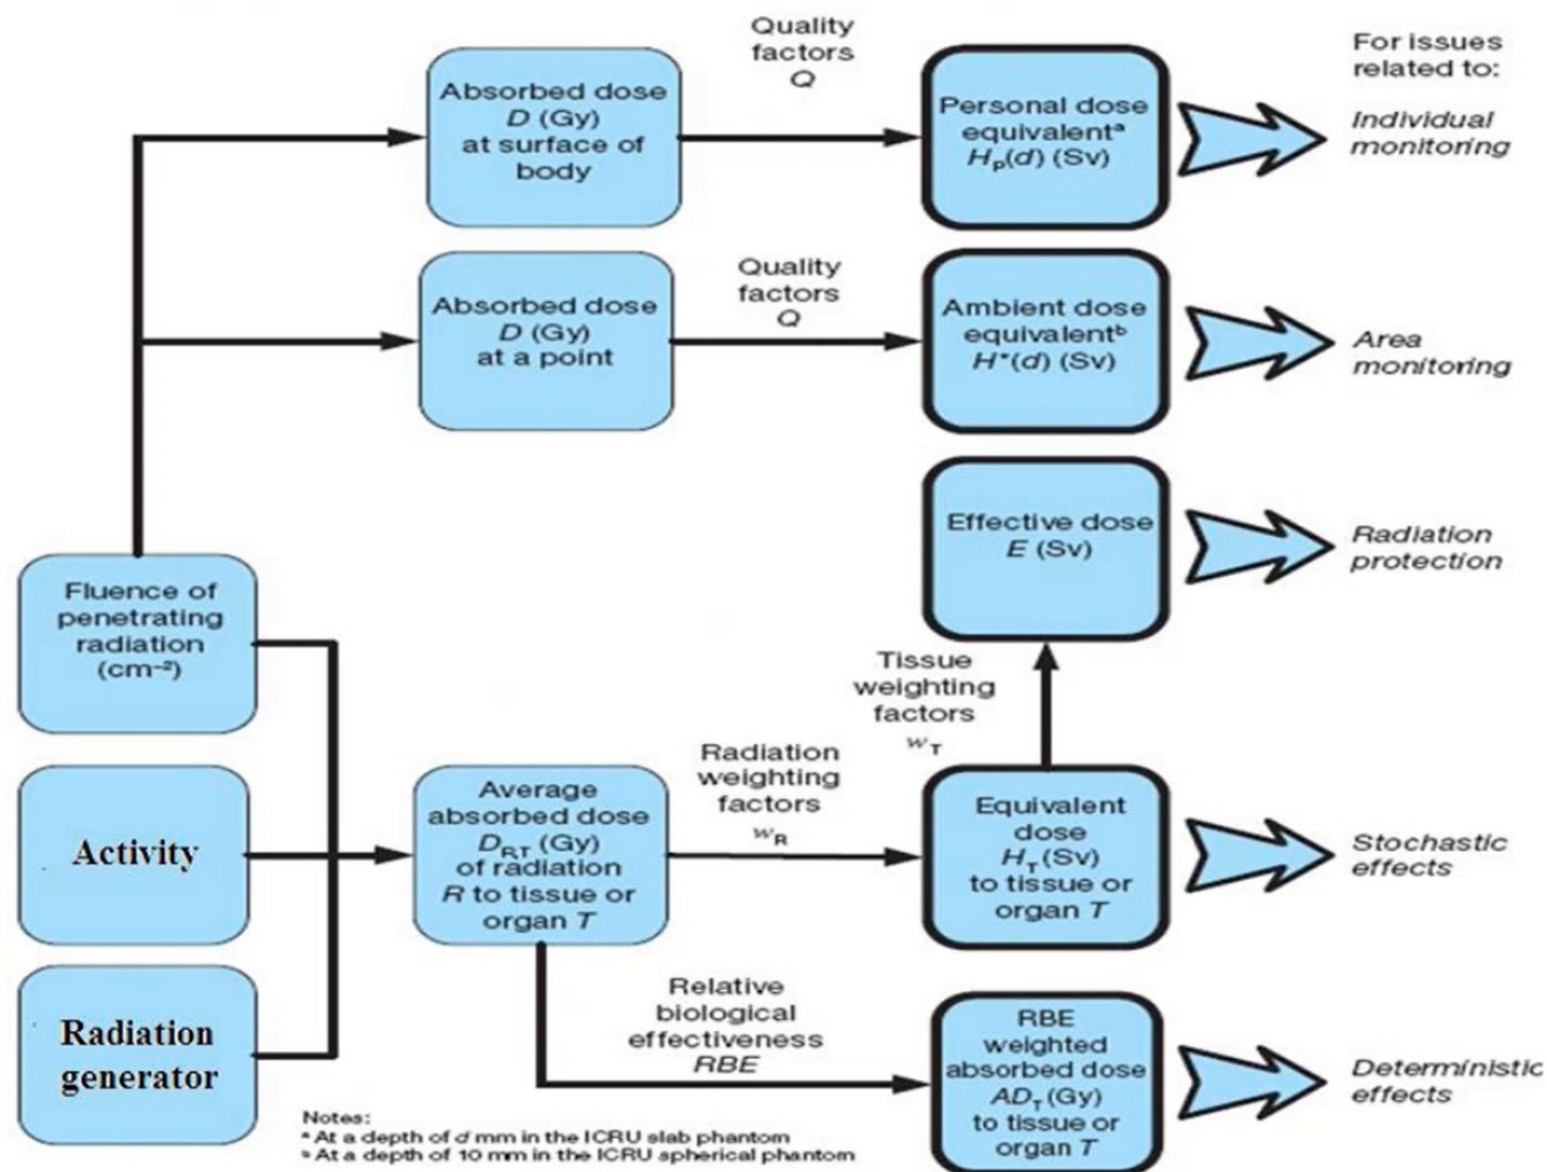 Quality
factors
Q
For issues
related to:
Absorbed dose
D (Gy)
at surface of
body
Personal dose
equivalentᵃ
Hₚ(d) (Sv)
Individual
monitoring
Quality
factors
Q
Absorbed dose
D (Gy)
at a point
Ambient dose
equivalentᵇ
H*(d) (Sv)
Area
monitoring
Effective dose
E (Sv)
Radiation
protection
Fluence of
penetrating
radiation
(cm⁻²)
Tissue
weighting
factors
wT
Radiation
weighting
factors
wR
Activity
Average
absorbed dose
DR,T (Gy)
of radiation
R to tissue or
organ T
Equivalent
dose
HT (Sv)
to tissue or
organ T
Stochastic
effects
Radiation
generator
Relative
biological
effectiveness
RBE
RBE
weighted
absorbed dose
ADT (Gy)
to tissue or
organ T
Deterministic
effects
Notes:
ᵃ At a depth of d mm in the ICRU slab phantom
ᵇ At a depth of 10 mm in the ICRU spherical phantom